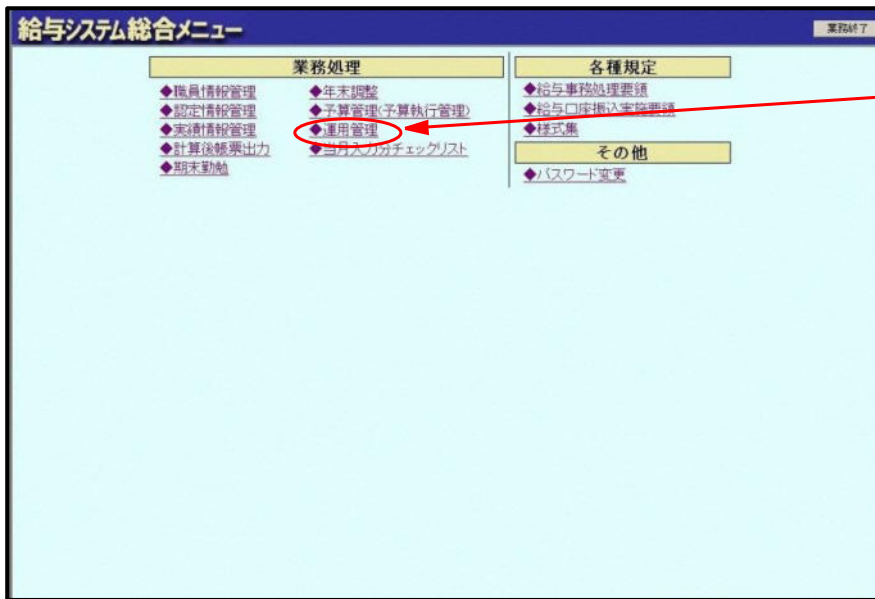 給与システム総合メニュー
業務終了
業務処理
◆職員情報管理
◆認定情報管理
◆実績情報管理
◆計算後帳票出力
◆期末勤勉
◆年末調整
◆予算管理(予算執行管理)
◆運用管理
◆当月入力分チェックリスト
各種規定
◆給与事務処理要領
◆給与口座振込実施要領
◆様式集
その他
◆パスワード変更